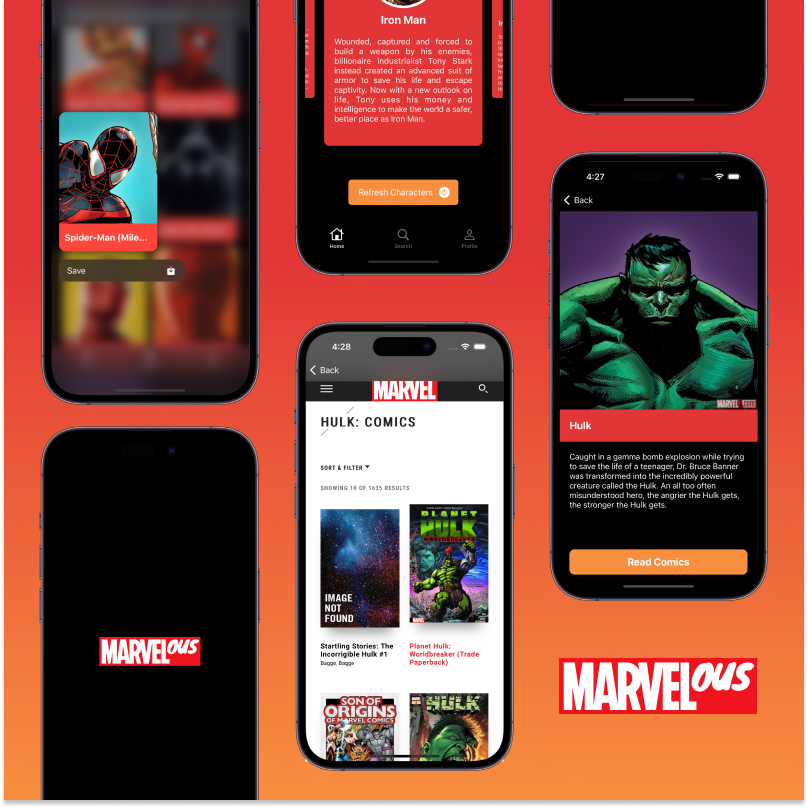 Spider-Man (Mile...
Save
MARVELOUS
Iron Man
Wounded, captured and forced to
build a weapon by his enemies,
billionaire industrialist Tony Stark
instead created an advanced suit of
armor to save his life and escape
captivity. Now with a new outlook on
life, Tony uses his money and
intelligence to make the world a safer,
better place as Iron Man.
Refresh Characters
Home
Search
Profile
4:28
Back
MARVEL
HULK: COMICS
SORT & FILTER
SHOWING 10 OF 1635 RESULTS
IMAGE
NOT
FOUND
PLANET
HULK
WORLDBREAKER
MARVEL
Startling Stories: The
Incorrigible Hulk #1
Bagge, Bagge
Planet Hulk:
Worldbreaker (Trade
Paperback)
SON OF
ORIGINS
OF MARVEL COMICS
HULK
4:27
Back
MARVEL.com
Hulk
Caught in a gamma bomb explosion while trying
to save the life of a teenager, Dr. Bruce Banner
was transformed into the incredibly powerful
creature called the Hulk. An all too often
misunderstood hero, the angrier the Hulk gets,
the stronger the Hulk gets.
Read Comics
MARVELOUS